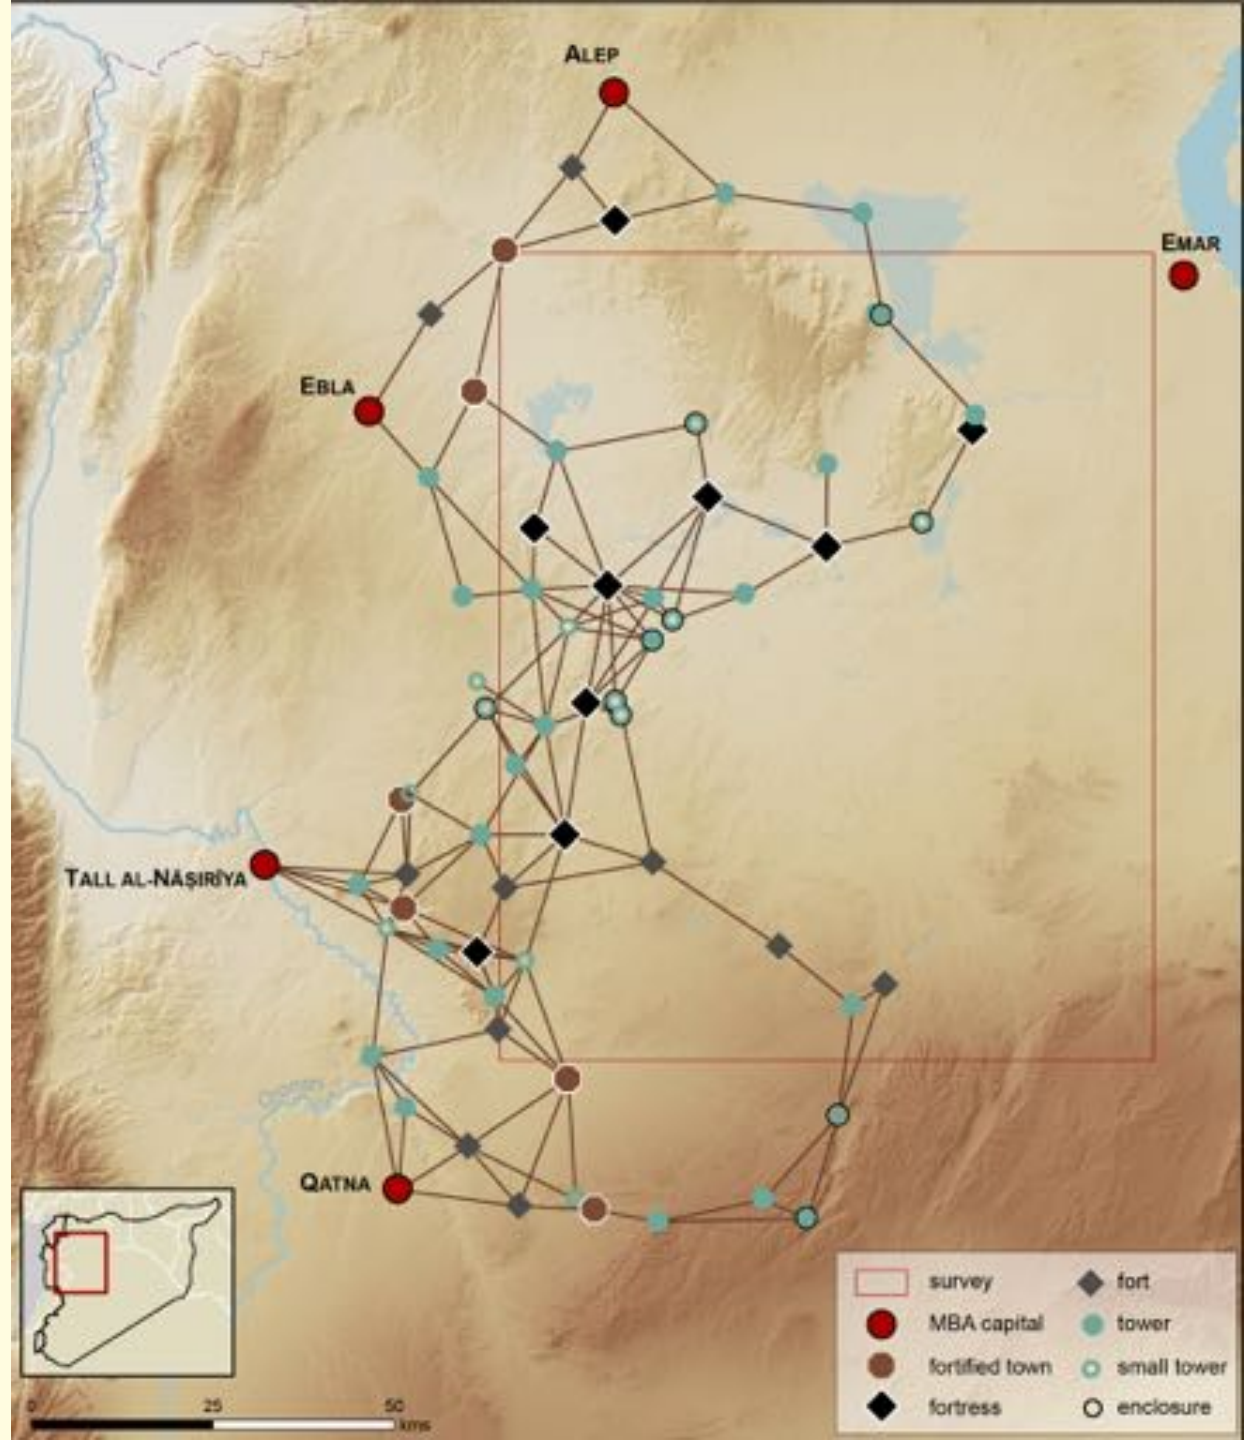 ALEP
EMAR
EBLA
TALL AL-NĀṢIRĪYA
QATNA
survey
MBA capital
fortified town
fortress
fort
tower
small tower
enclosure
0 25 50
kms